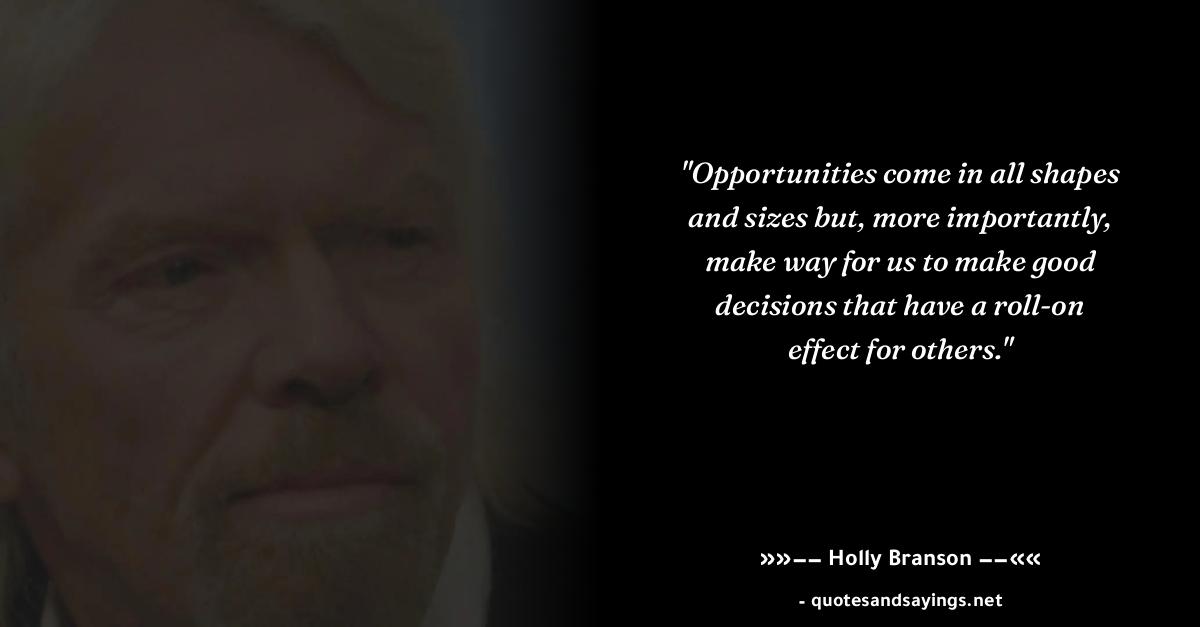 "Opportunities come in all shapes
and sizes but, more importantly,
make way for us to make good
decisions that have a roll-on
effect for others."
»»−− Holly Branson −−««
- quotesandsayings.net